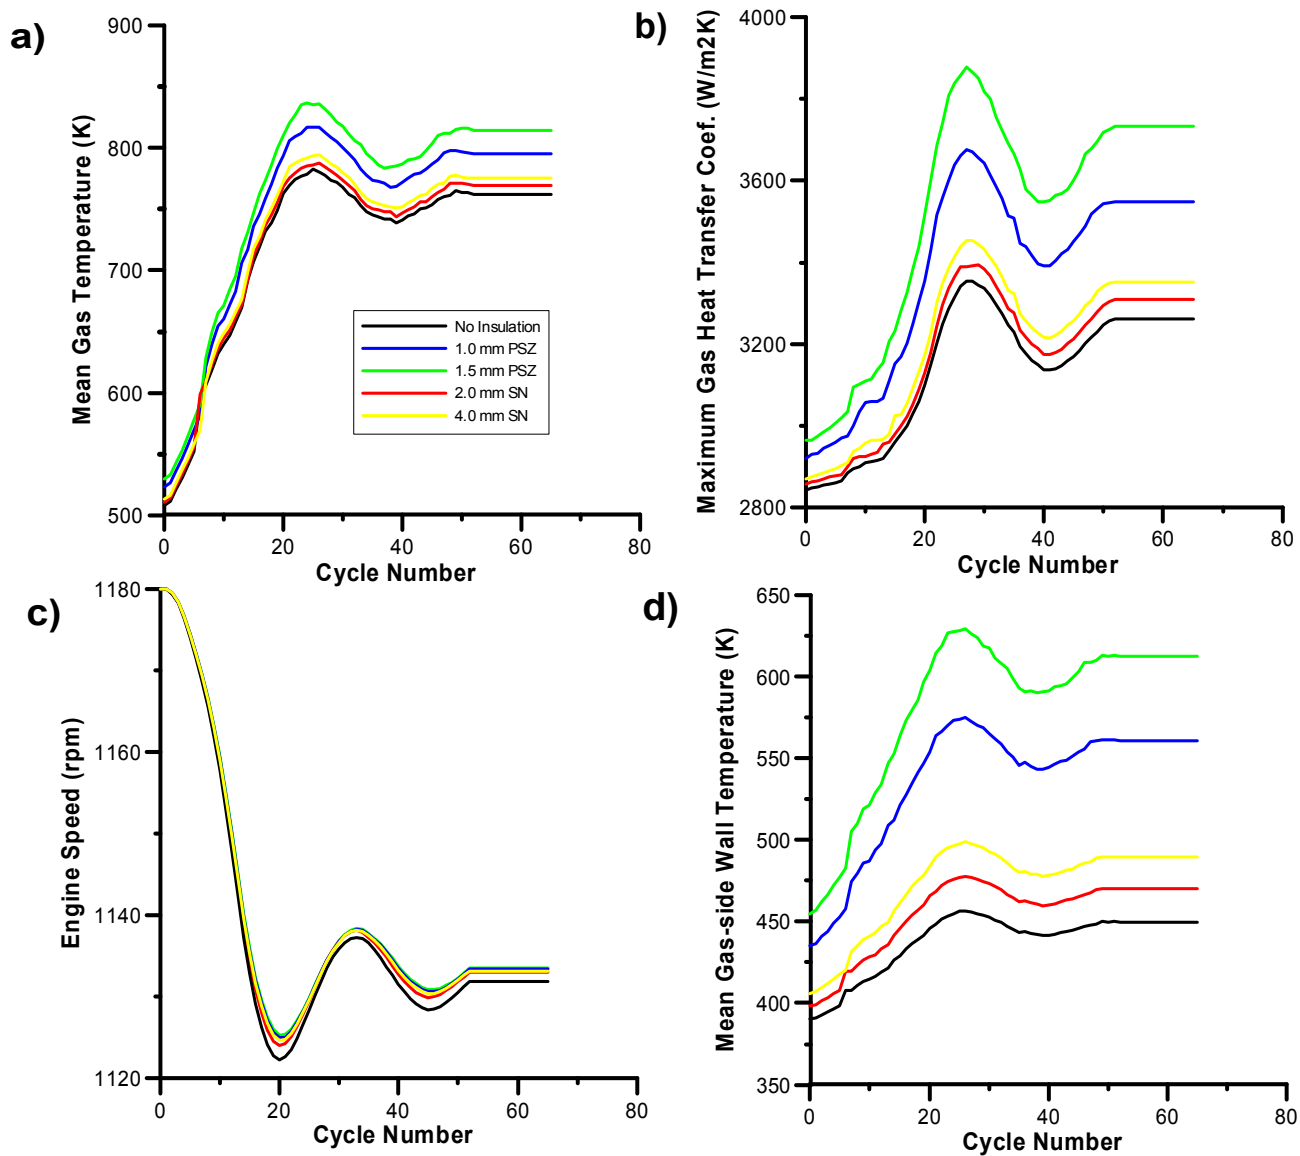 a)
900
800
700
600
500
Mean Gas Temperature (K)
0 20 40 60 80
Cycle Number
No Insulation
1.0 mm PSZ
1.5 mm PSZ
2.0 mm SN
4.0 mm SN
b)
4000
3600
3200
2800
Maximum Gas Heat Transfer Coef. (W/m2K)
0 20 40 60 80
Cycle Number
c)
1180
1160
1140
1120
Engine Speed (rpm)
0 20 40 60 80
Cycle Number
d)
650
600
550
500
450
400
350
Mean Gas-side Wall Temperature (K)
0 20 40 60 80
Cycle Number